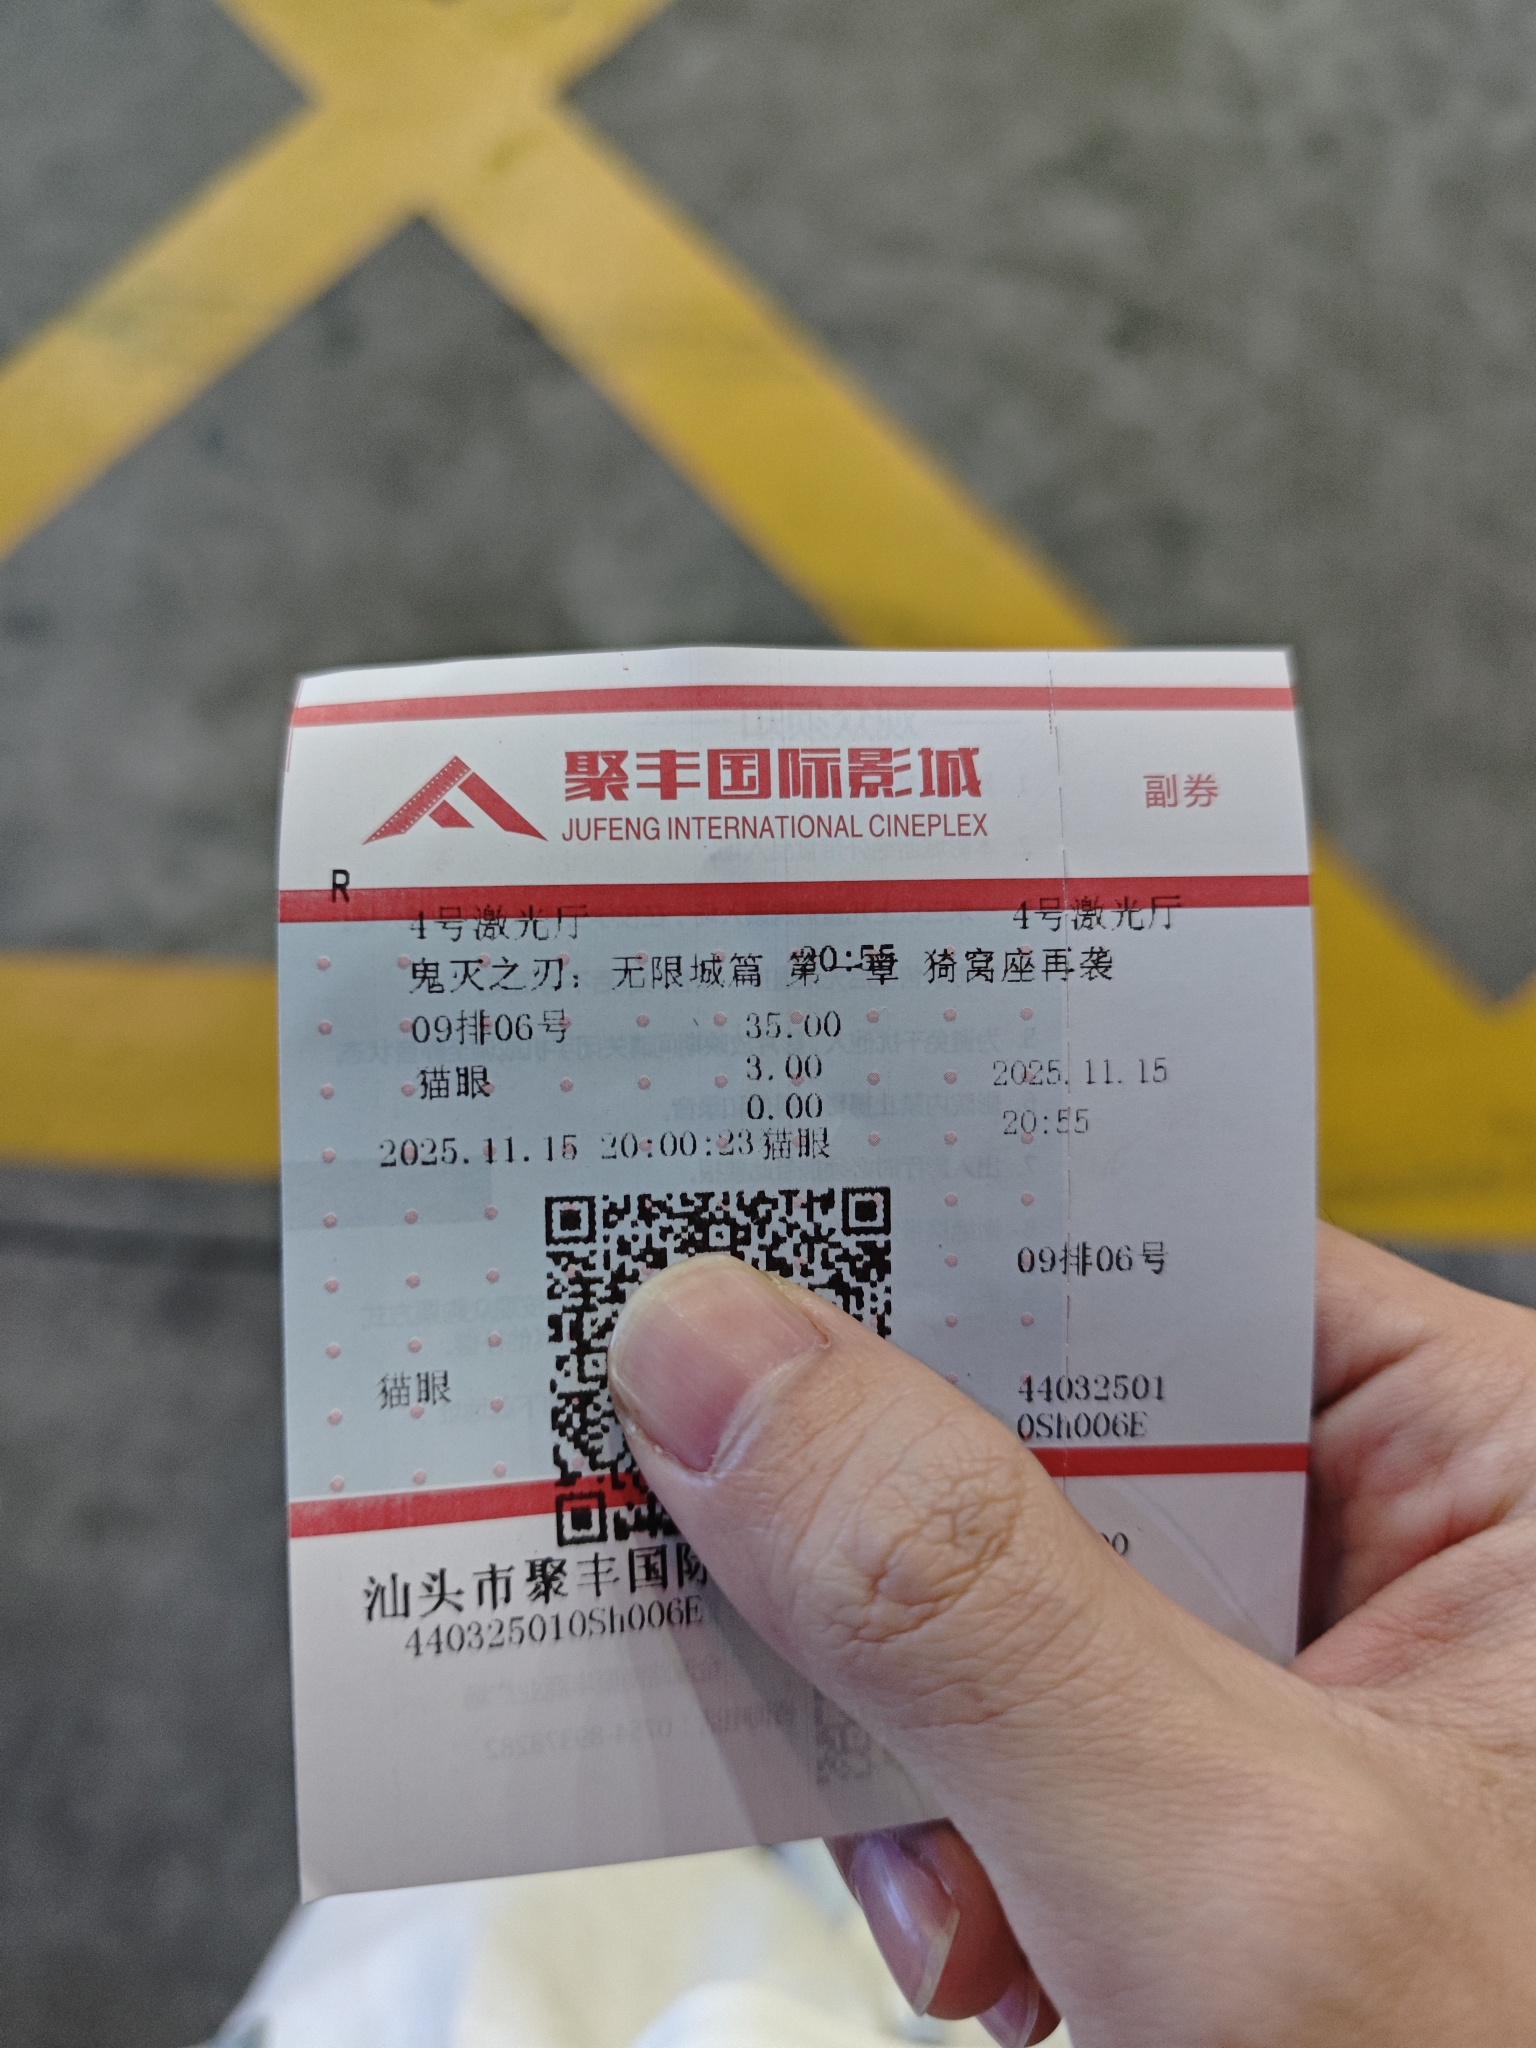 聚丰国际影城
JUFENG INTERNATIONAL CINEPLEX
副券
R
4号激光厅
4号激光厅
20:55
鬼灭之刃：无限城篇 第一章 猗窝座再袭
09排06号 35.00
猫眼 3.00
2025.11.15
0.00
20:55
2025.11.15 20:00:23猫眼
09排06号
猫眼
44032501
0Sh006E
汕头市聚丰国际
440325010Sh006E